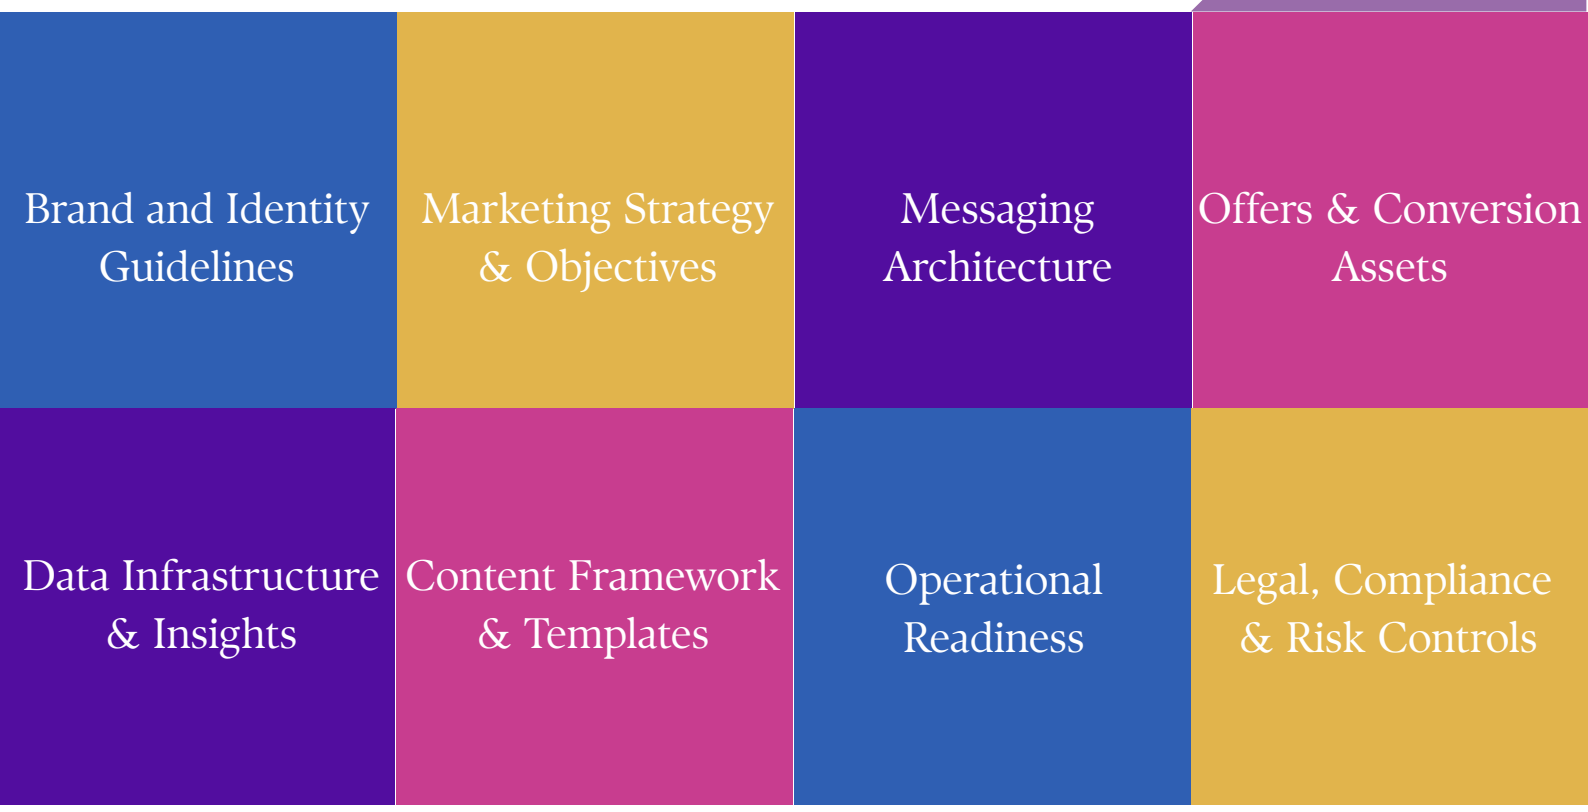 Brand and Identity
Guidelines
Marketing Strategy
& Objectives
Messaging
Architecture
Offers & Conversion
Assets
Data Infrastructure
& Insights
Content Framework
& Templates
Operational
Readiness
Legal, Compliance
& Risk Controls